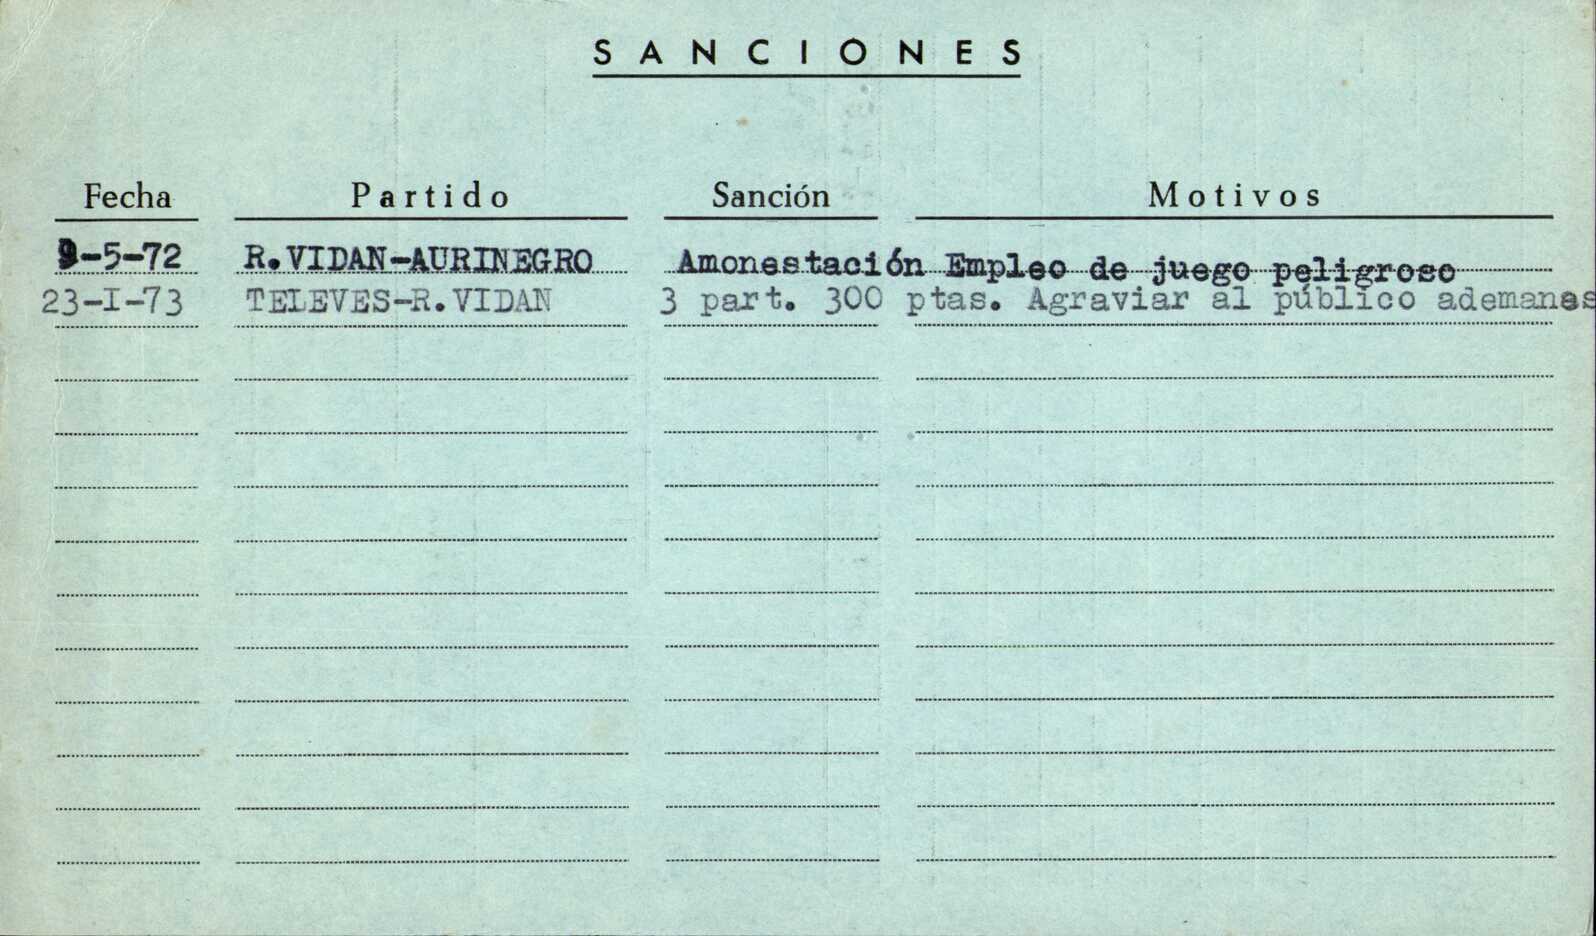 SANCIONES
Fecha Partido Sanción Motivos
9-5-72 R.VIDAN-AURINEGRO Amonestación Empleo de juego peligroso
23-I-73 TELEVES-R.VIDAN 3 part. 300 ptas. Agraviar al público ademanes